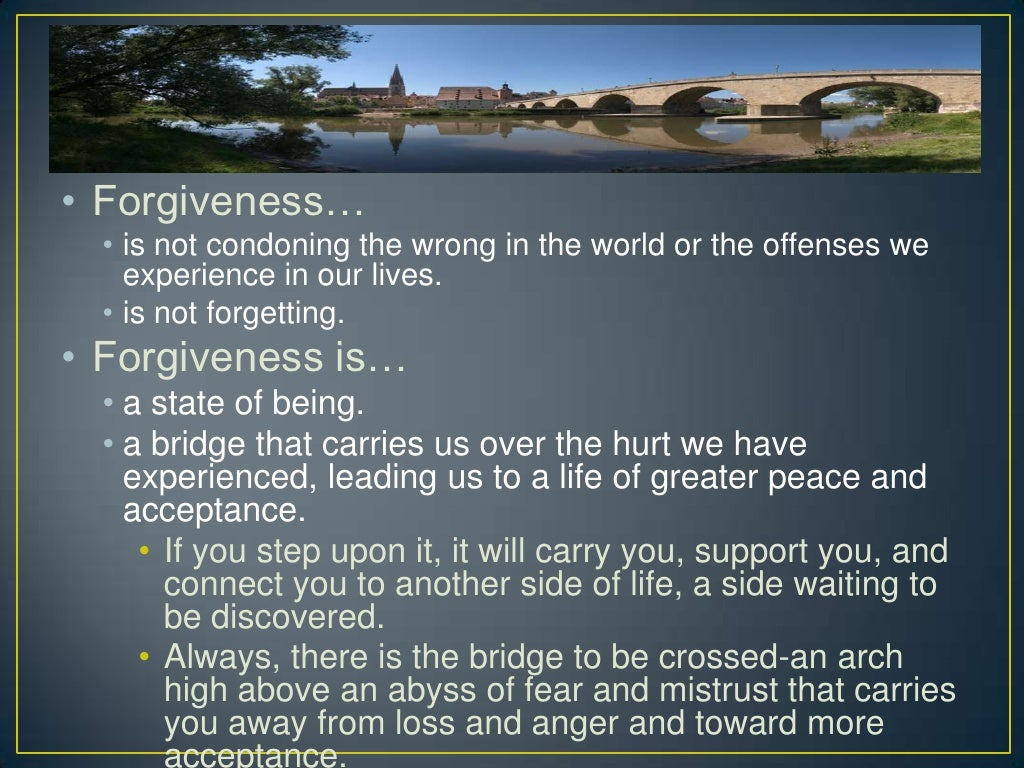 • Forgiveness…
• is not condoning the wrong in the world or the offenses we
experience in our lives.
• is not forgetting.
• Forgiveness is…
• a state of being.
• a bridge that carries us over the hurt we have
experienced, leading us to a life of greater peace and
acceptance.
• If you step upon it, it will carry you, support you, and
connect you to another side of life, a side waiting to
be discovered.
• Always, there is the bridge to be crossed-an arch
high above an abyss of fear and mistrust that carries
you away from loss and anger and toward more
acceptance.